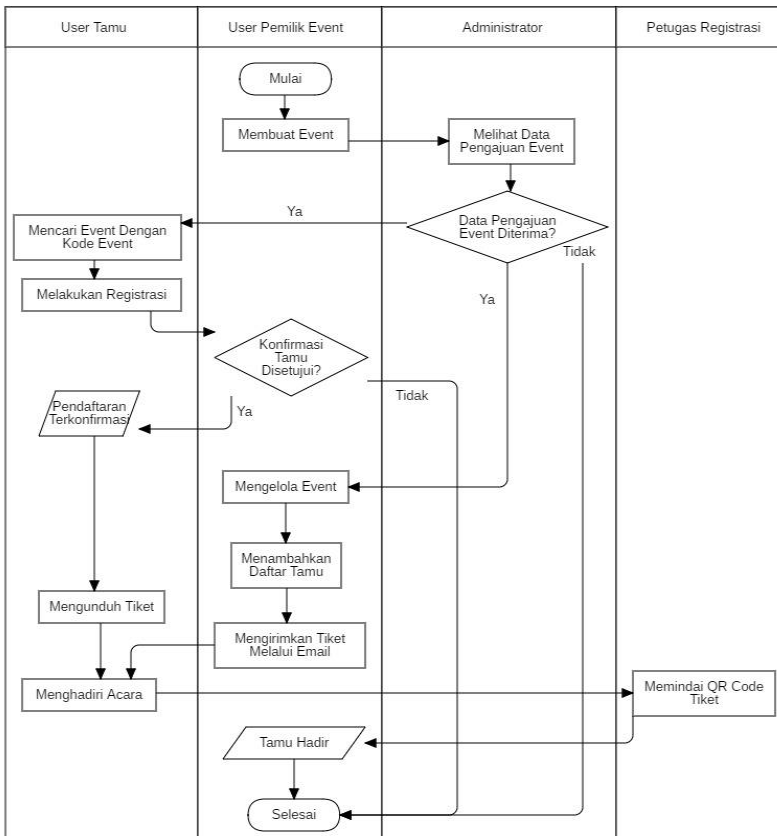 User Tamu
User Pemilik Event
Administrator
Petugas Registrasi
Mulai
Membuat Event
Melihat Data
Pengajuan Event
Data Pengajuan
Event Diterima?
Ya
Tidak
Mencari Event Dengan
Kode Event
Melakukan Registrasi
Ya
Konfirmasi
Tamu
Disetujui?
Tidak
Ya
Pendaftaran
Terkonfirmasi
Mengelola Event
Menambahkan
Daftar Tamu
Mengunduh Tiket
Mengirimkan Tiket
Melalui Email
Menghadiri Acara
Memindai QR Code
Tiket
Tamu Hadir
Selesai